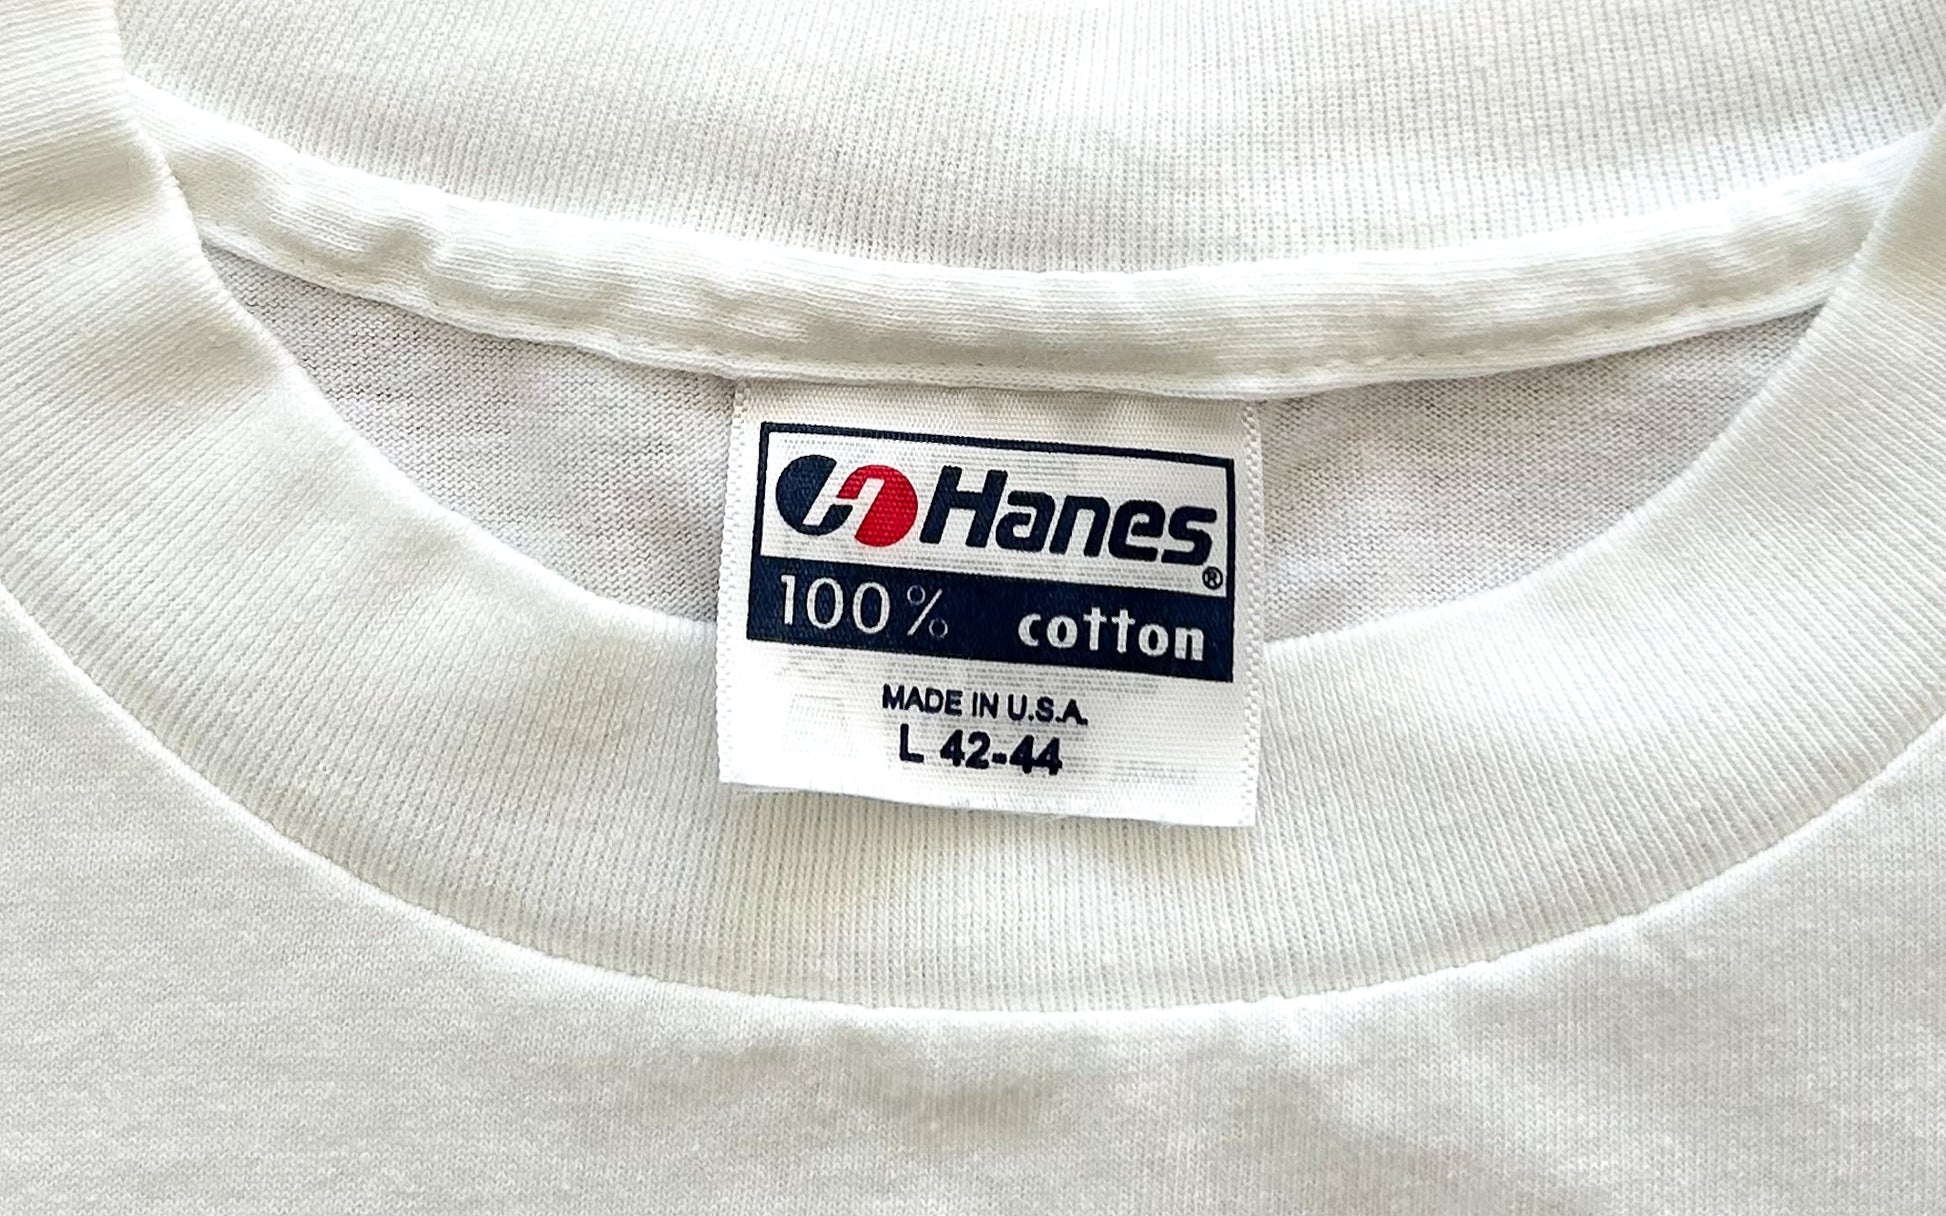 Hanes®
100% cotton
MADE IN U.S.A.
L 42-44